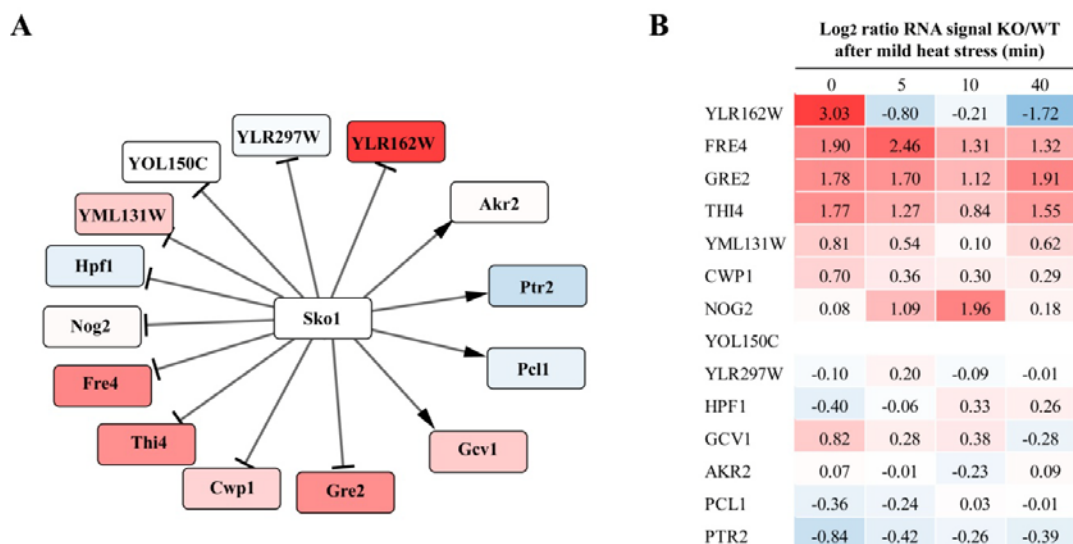 A
YLR297W
YLR162W
YOL150C
Akr2
YML131W
Hpf1
Ptr2
Sko1
Nog2
Pcl1
Fre4
Thi4
Gcv1
Cwp1
Gre2
B
Log2 ratio RNA signal KO/WT
after mild heat stress (min)
0 5 10 40
YLR162W 3.03 -0.80 -0.21 -1.72
FRE4 1.90 2.46 1.31 1.32
GRE2 1.78 1.70 1.12 1.91
THI4 1.77 1.27 0.84 1.55
YML131W 0.81 0.54 0.10 0.62
CWP1 0.70 0.36 0.30 0.29
NOG2 0.08 1.09 1.96 0.18
YOL150C
YLR297W -0.10 0.20 -0.09 -0.01
HPF1 -0.40 -0.06 0.33 0.26
GCV1 0.82 0.28 0.38 -0.28
AKR2 0.07 -0.01 -0.23 0.09
PCL1 -0.36 -0.24 0.03 -0.01
PTR2 -0.84 -0.42 -0.26 -0.39